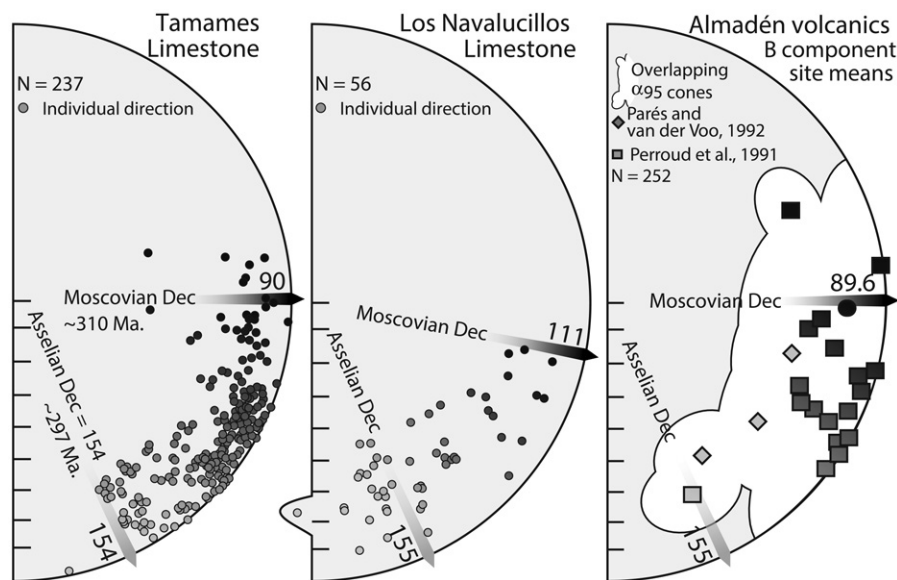 Tamames
Limestone
N = 237
Individual direction
90
Moscovian Dec
~310 Ma.
Asselian Dec = 154
~297 Ma.
154
Los Navalucillos
Limestone
N = 56
Individual direction
111
Moscovian Dec
Asselian Dec
155
Almadén volcanics
B component
site means
Overlapping
α95 cones
Parés and
van der Voo, 1992
Perroud et al., 1991
N = 252
89.6
Moscovian Dec
Asselian Dec
155